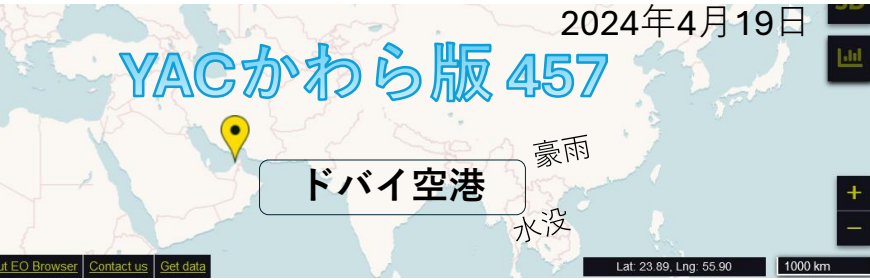 2024年4月19日
3D
YACかわら版 457
豪雨
ドバイ空港
水没
+
−
ut EO Browser Contact us Get data
Lat: 23.89, Lng: 55.90 1000 km